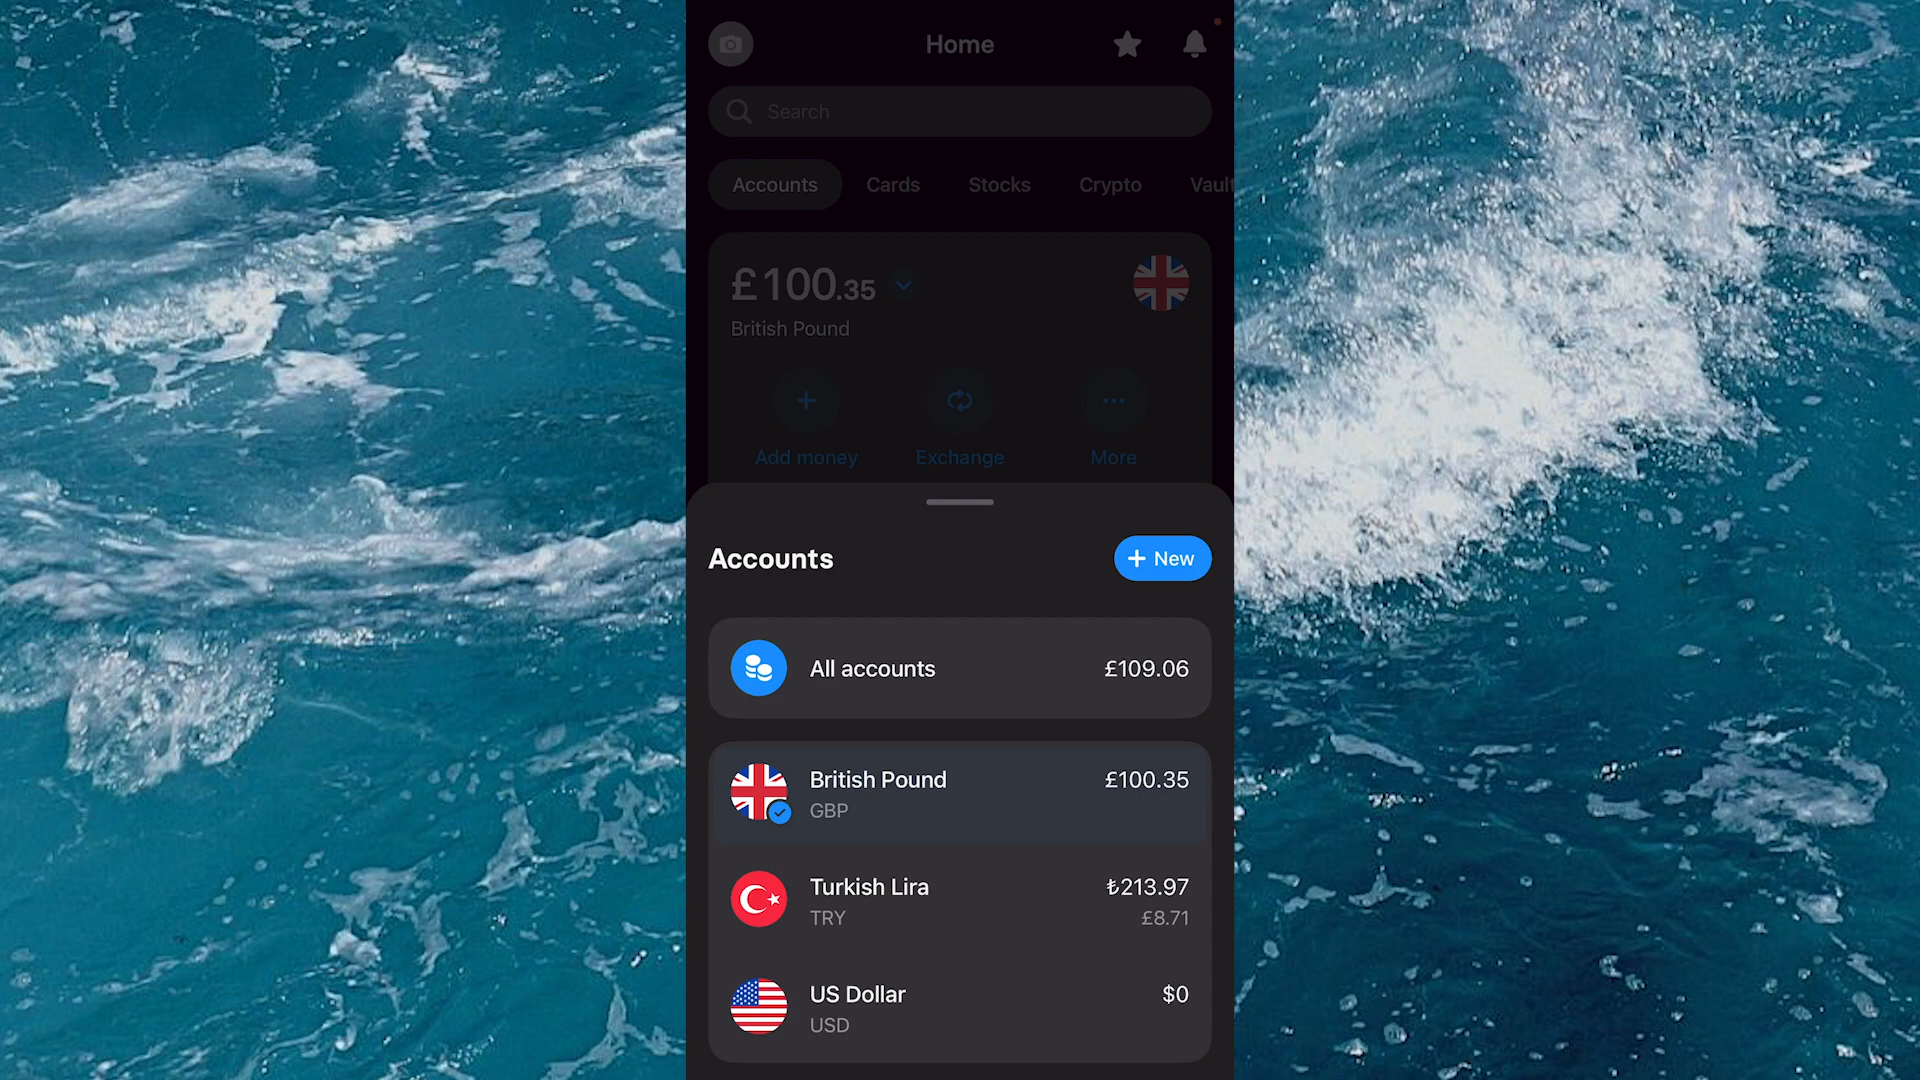 Home
Search
Accounts Cards Stocks Crypto Vault
£100.35
British Pound
Add money Exchange More
Accounts
+ New
All accounts £109.06
British Pound £100.35
GBP
Turkish Lira ₺213.97
TRY £8.71
US Dollar $0
USD